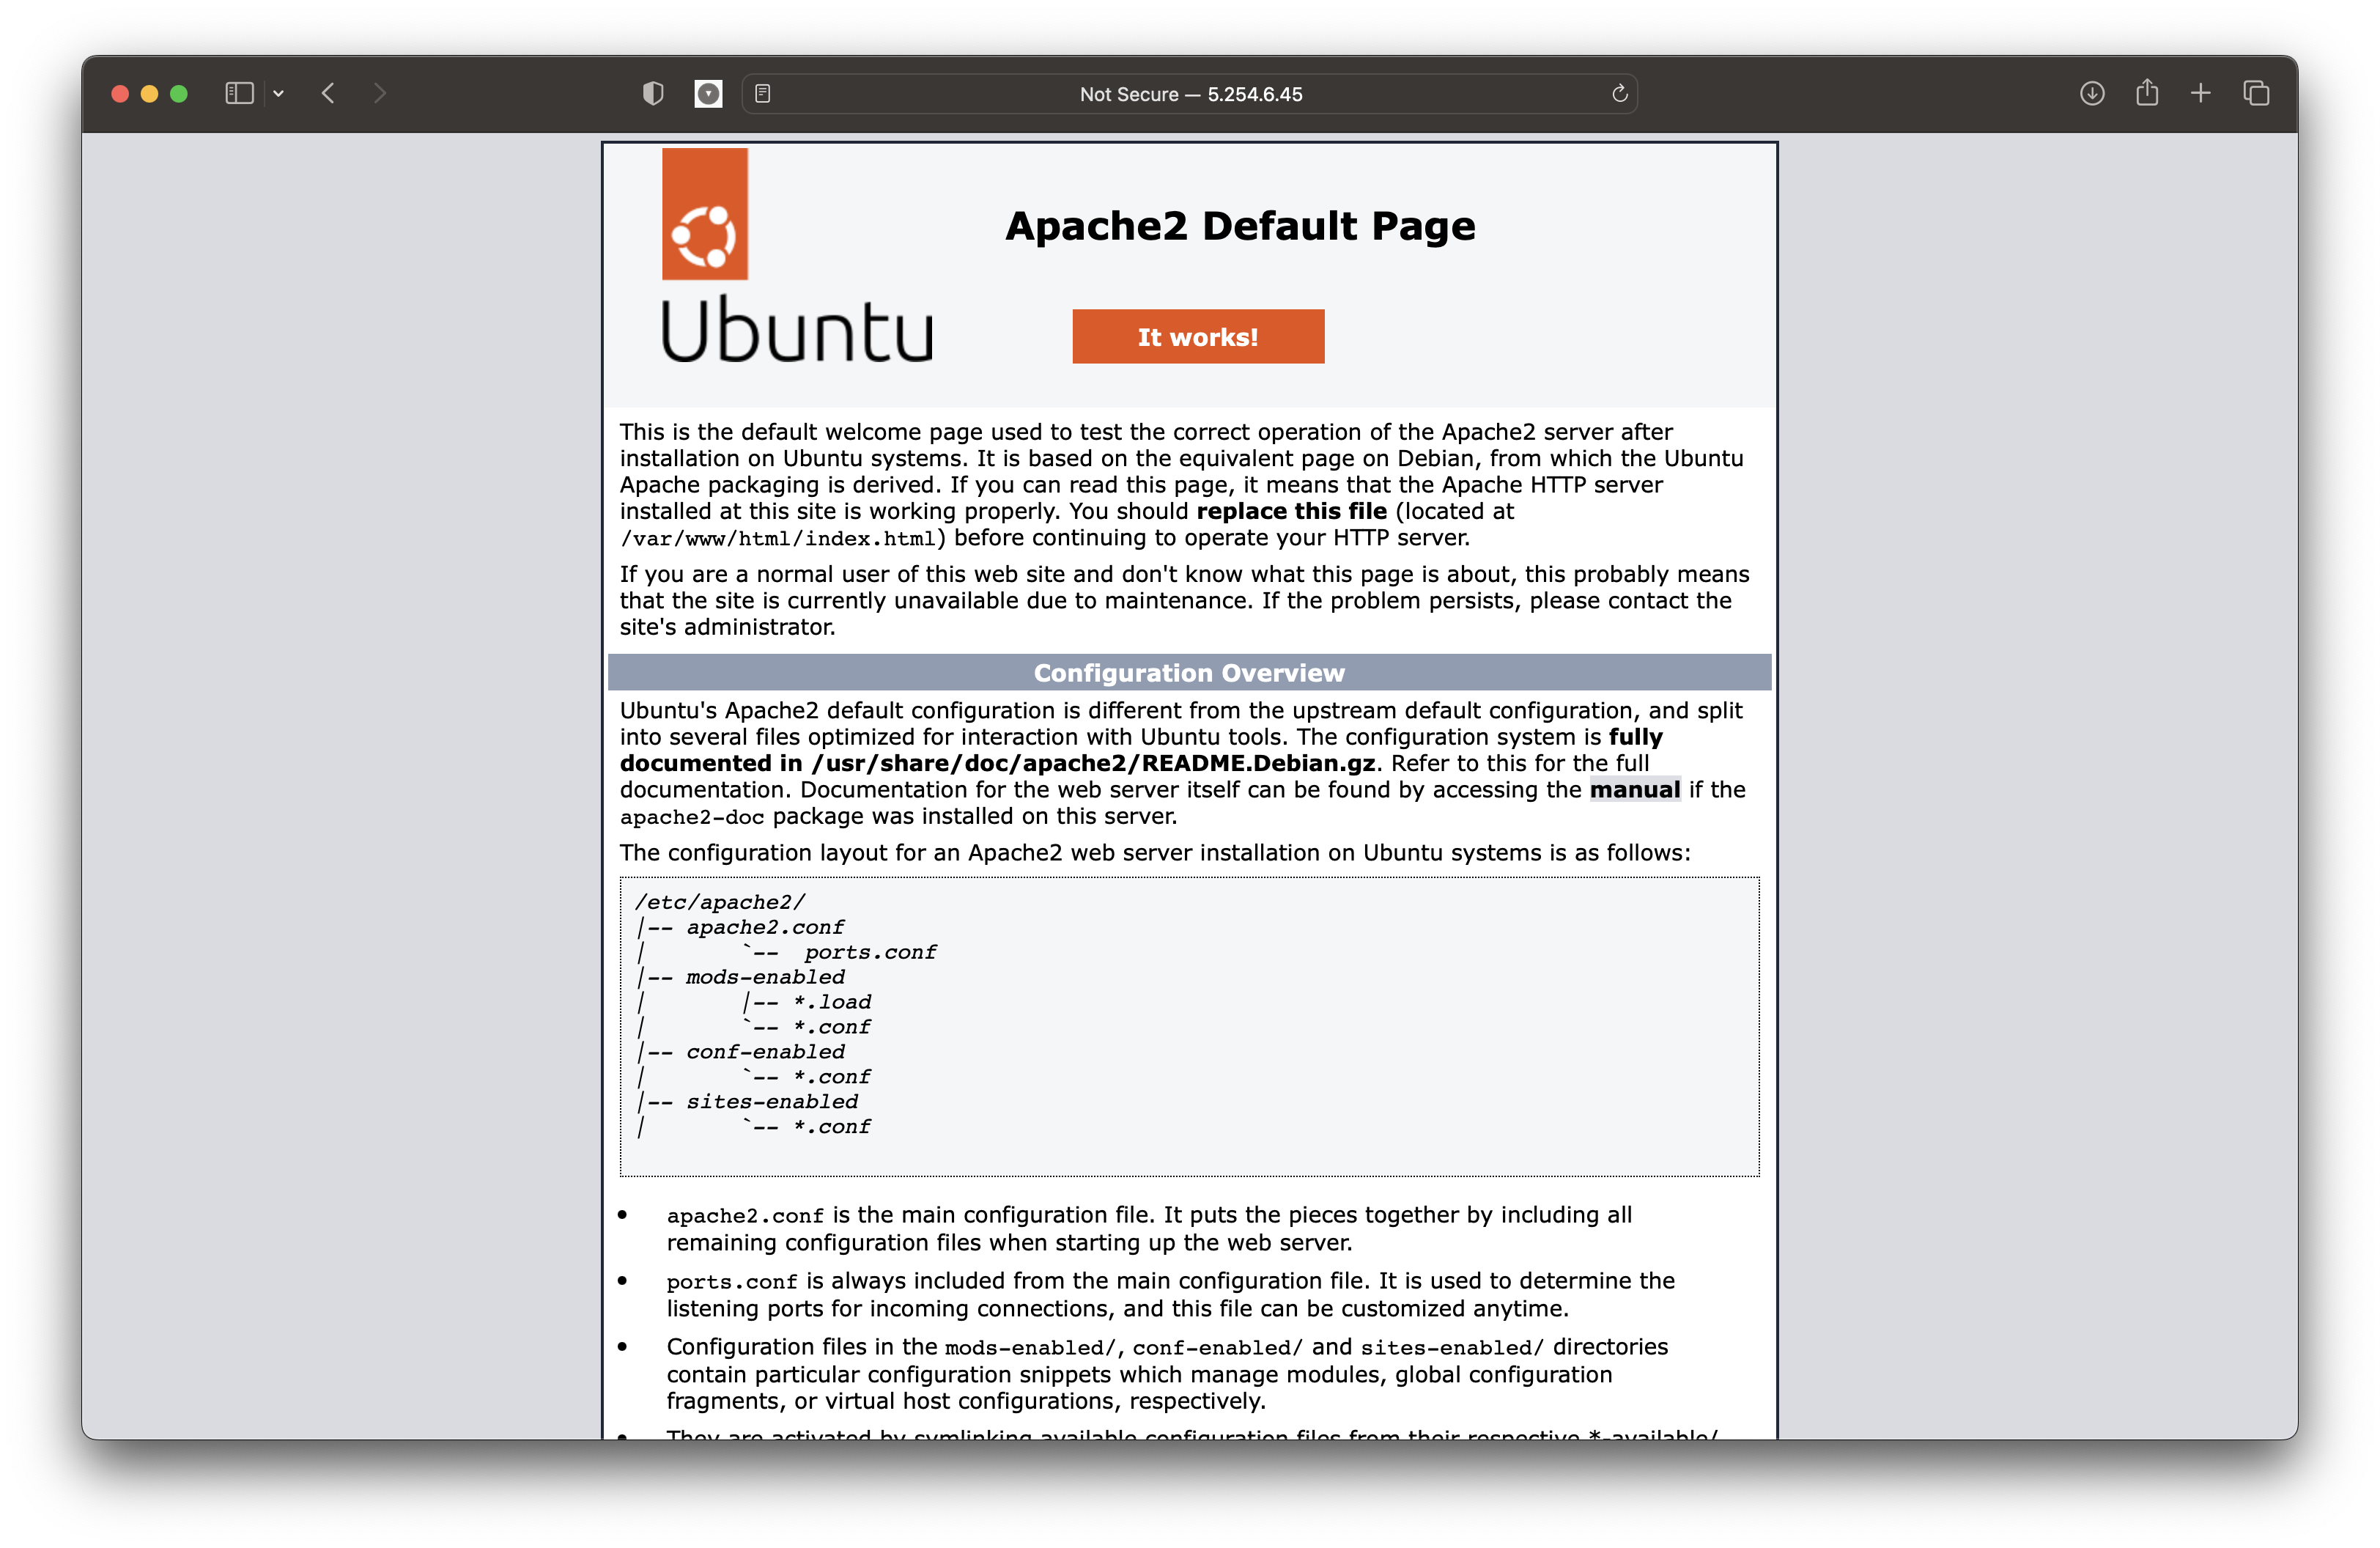 Not Secure — 5.254.6.45
Apache2 Default Page
Ubuntu
It works!
This is the default welcome page used to test the correct operation of the Apache2 server after
installation on Ubuntu systems. It is based on the equivalent page on Debian, from which the Ubuntu
Apache packaging is derived. If you can read this page, it means that the Apache HTTP server
installed at this site is working properly. You should replace this file (located at
/var/www/html/index.html) before continuing to operate your HTTP server.
If you are a normal user of this web site and don't know what this page is about, this probably means
that the site is currently unavailable due to maintenance. If the problem persists, please contact the
site's administrator.
Configuration Overview
Ubuntu's Apache2 default configuration is different from the upstream default configuration, and split
into several files optimized for interaction with Ubuntu tools. The configuration system is fully
documented in /usr/share/doc/apache2/README.Debian.gz. Refer to this for the full
documentation. Documentation for the web server itself can be found by accessing the manual if the
apache2-doc package was installed on this server.
The configuration layout for an Apache2 web server installation on Ubuntu systems is as follows:
/etc/apache2/
|-- apache2.conf
|       `--  ports.conf
|-- mods-enabled
|       |-- *.load
|       `-- *.conf
|-- conf-enabled
|       `-- *.conf
|-- sites-enabled
|       `-- *.conf
• apache2.conf is the main configuration file. It puts the pieces together by including all
remaining configuration files when starting up the web server.
• ports.conf is always included from the main configuration file. It is used to determine the
listening ports for incoming connections, and this file can be customized anytime.
• Configuration files in the mods-enabled/, conf-enabled/ and sites-enabled/ directories
contain particular configuration snippets which manage modules, global configuration
fragments, or virtual host configurations, respectively.
• They are activated by symlinking available configuration files from their respective *-available/